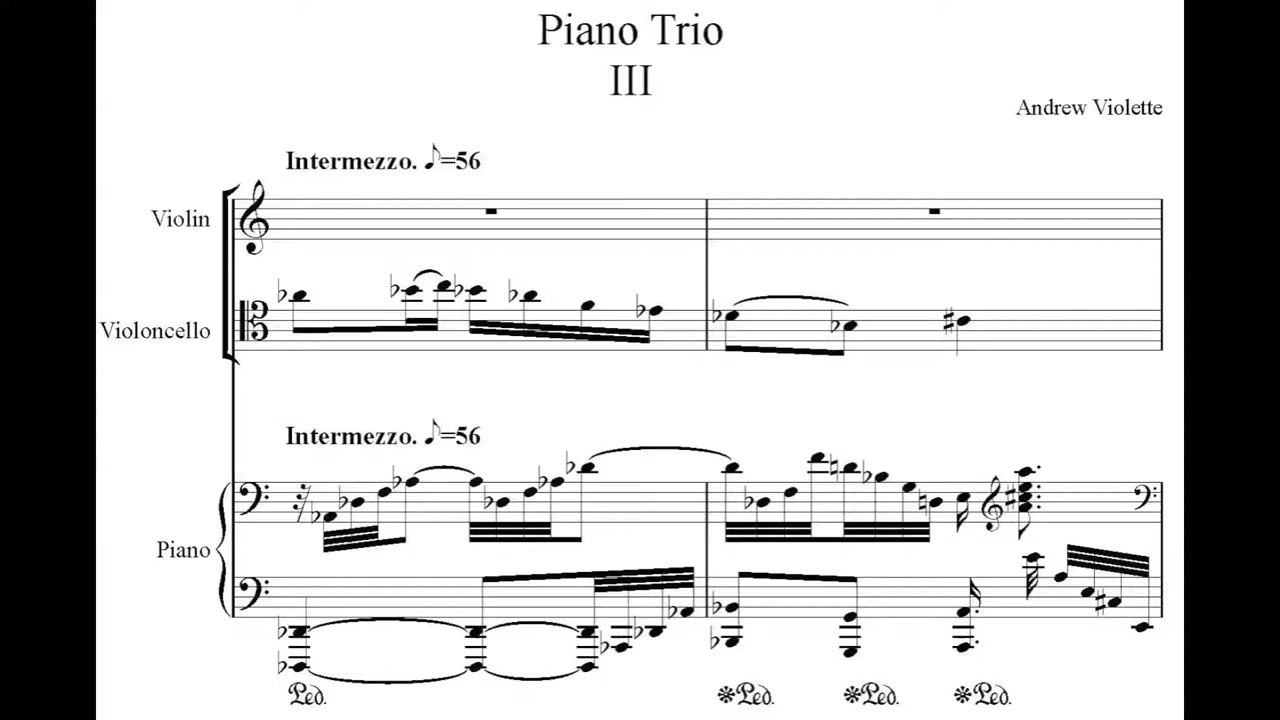 Piano Trio
III
Andrew Violette
Intermezzo. ♪=56
Violin
Violoncello
Intermezzo. ♪=56
Piano
Ped. *Ped. *Ped. *Ped.